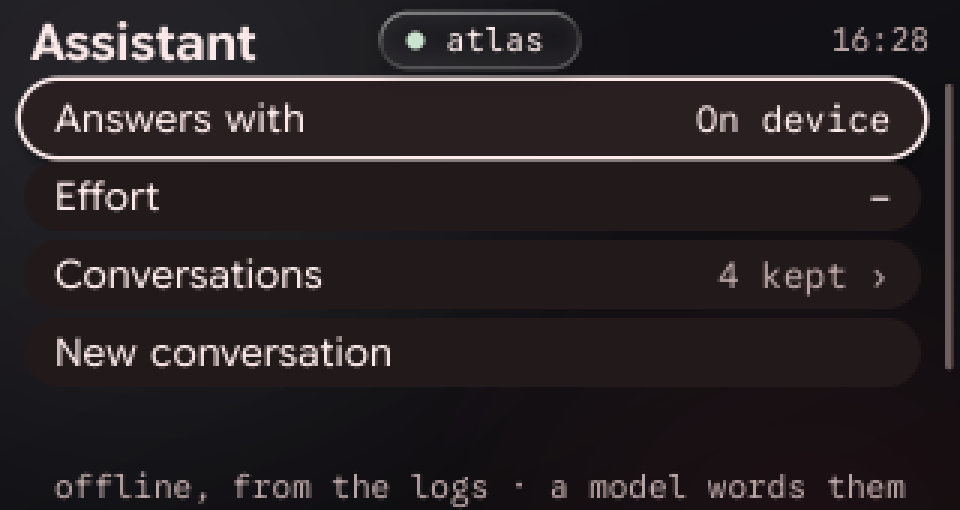 Assistant
atlas
16:28
Answers with On device
Effort –
Conversations 4 kept ›
New conversation
offline, from the logs · a model words them